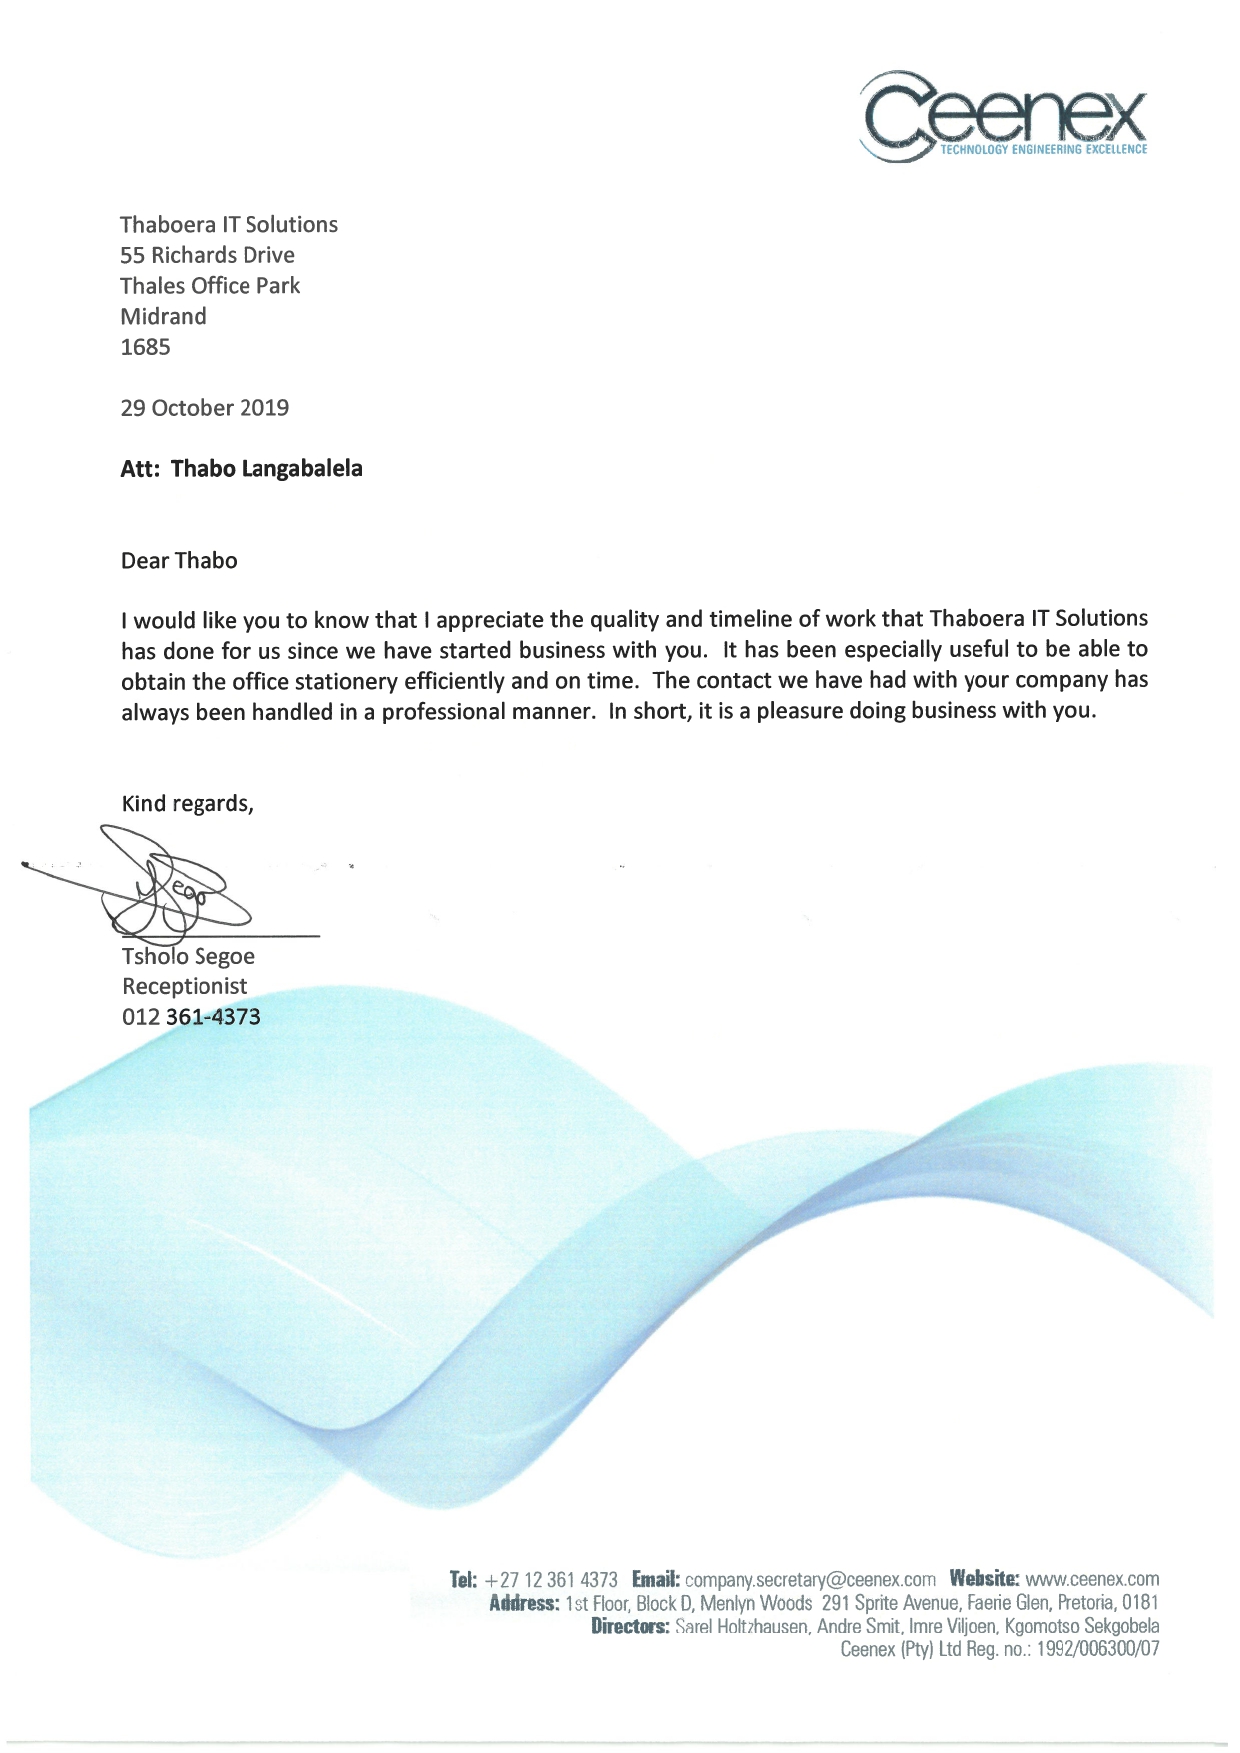 Ceenex
TECHNOLOGY ENGINEERING EXCELLENCE
Thaboera IT Solutions
55 Richards Drive
Thales Office Park
Midrand
1685
29 October 2019
Att:  Thabo Langabalela
Dear Thabo
I would like you to know that I appreciate the quality and timeline of work that Thaboera IT Solutions
has done for us since we have started business with you.  It has been especially useful to be able to
obtain the office stationery efficiently and on time.  The contact we have had with your company has
always been handled in a professional manner.  In short, it is a pleasure doing business with you.
Kind regards,
Tsholo Segoe
Receptionist
012 361-4373
Tel: +27 12 361 4373  Email: company.secretary@ceenex.com  Website: www.ceenex.com
Address: 1st Floor, Block D, Menlyn Woods  291 Sprite Avenue, Faerie Glen, Pretoria, 0181
Directors: Sarel Holtzhausen, Andre Smit, Imre Viljoen, Kgomotso Sekgobela
Ceenex (Pty) Ltd Reg. no.: 1992/006300/07